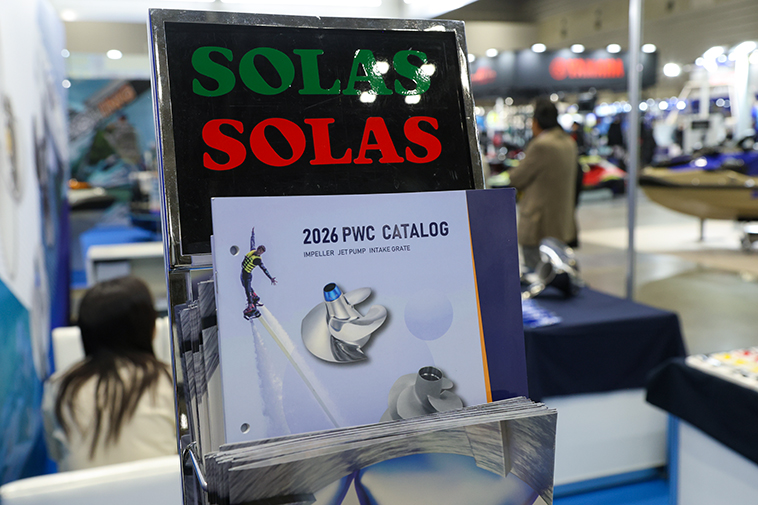 SOLAS
SOLAS
2026 PWC CATALOG
IMPELLER JET PUMP INTAKE GRATE